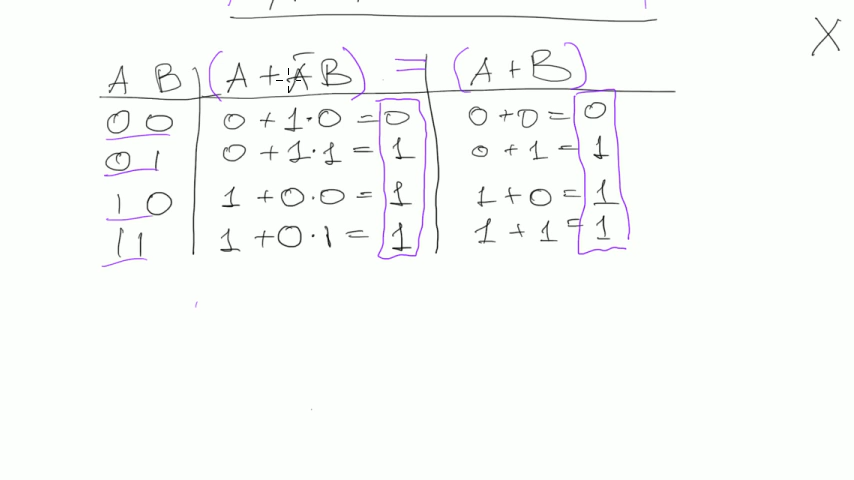 X
A B (A + A̅ B) = (A + B)
0 0 0 + 1·0 = 0 0 + 0 = 0
0 1 0 + 1·1 = 1 0 + 1 = 1
1 0 1 + 0·0 = 1 1 + 0 = 1
1 1 1 + 0·1 = 1 1 + 1 = 1